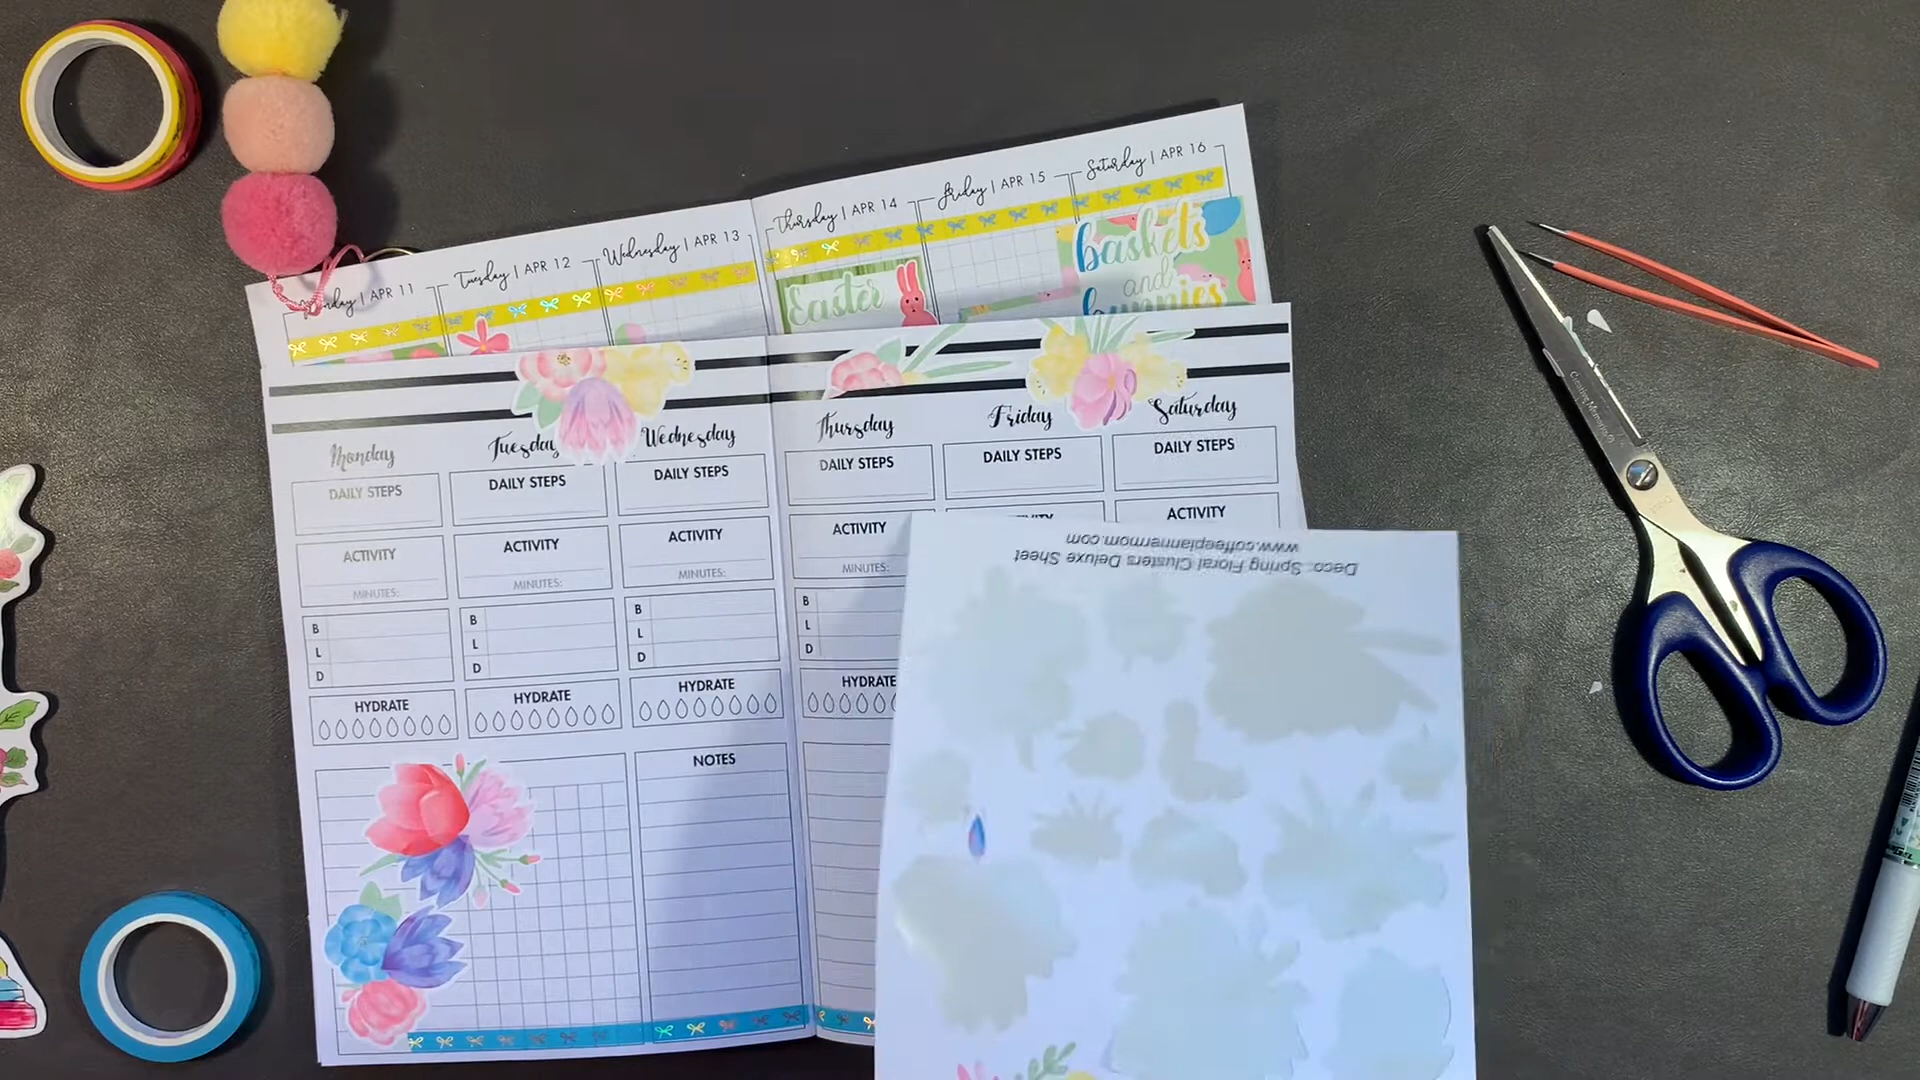 Monday | APR 11
Tuesday | APR 12
Wednesday | APR 13
Thursday | APR 14
Friday | APR 15
Saturday | APR 16
Easter
baskets
and
bunnies
Monday
Tuesday
Wednesday
Thursday
Friday
Saturday
DAILY STEPS
DAILY STEPS
DAILY STEPS
DAILY STEPS
DAILY STEPS
DAILY STEPS
ACTIVITY
ACTIVITY
ACTIVITY
ACTIVITY
ACTIVITY
MINUTES:
MINUTES:
MINUTES:
MINUTES:
B
L
D
B
L
D
B
L
D
B
L
D
HYDRATE
HYDRATE
HYDRATE
HYDRATE
NOTES
Deco: Spring Floral Clusters Deluxe Sheet
www.coffeeplannermom.com